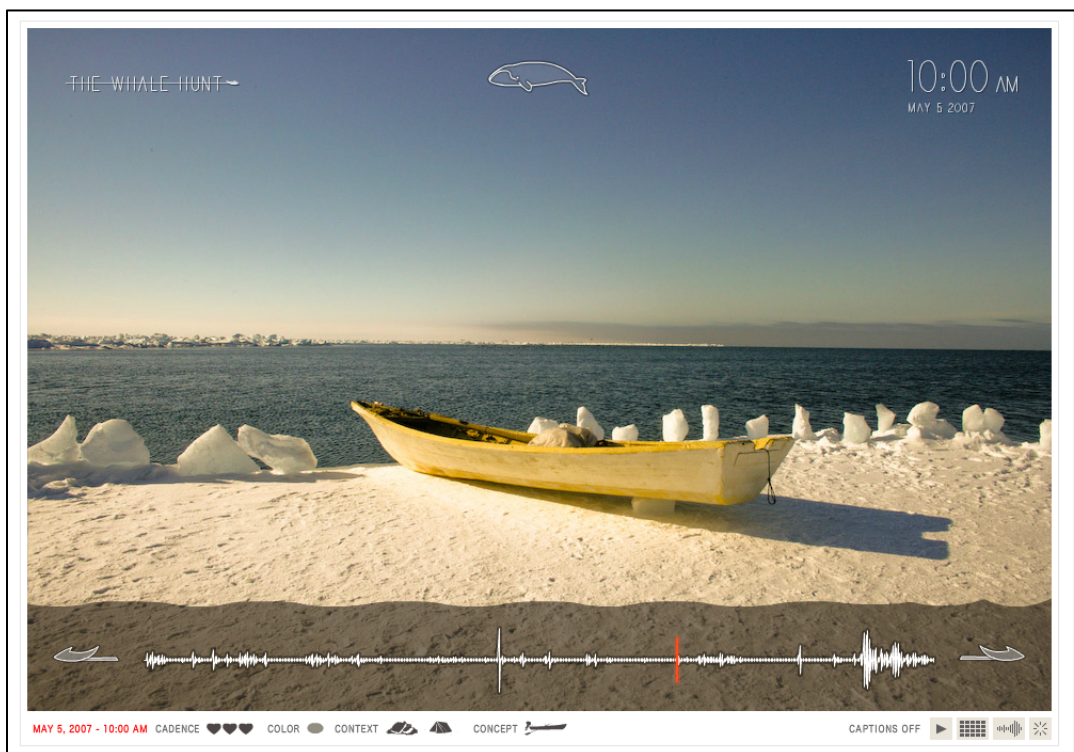 THE WHALE HUNT
10:00 AM
MAY 5 2007
MAY 5, 2007 - 10:00 AM CADENCE COLOR CONTEXT CONCEPT CAPTIONS OFF